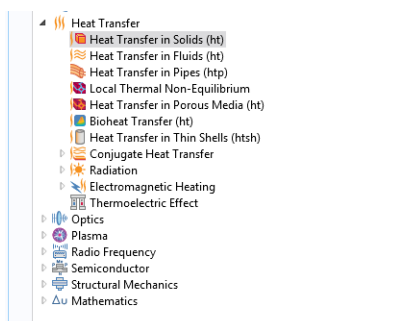 Heat Transfer
Heat Transfer in Solids (ht)
Heat Transfer in Fluids (ht)
Heat Transfer in Pipes (htp)
Local Thermal Non-Equilibrium
Heat Transfer in Porous Media (ht)
Bioheat Transfer (ht)
Heat Transfer in Thin Shells (htsh)
Conjugate Heat Transfer
Radiation
Electromagnetic Heating
Thermoelectric Effect
Optics
Plasma
Radio Frequency
Semiconductor
Structural Mechanics
Δu Mathematics